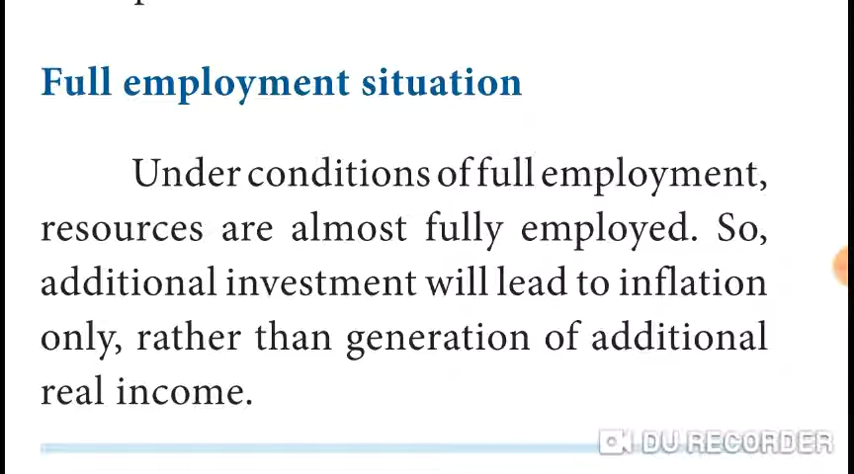 Full employment situation
Under conditions of full employment,
resources are almost fully employed. So,
additional investment will lead to inflation
only, rather than generation of additional
real income.
DU RECORDER